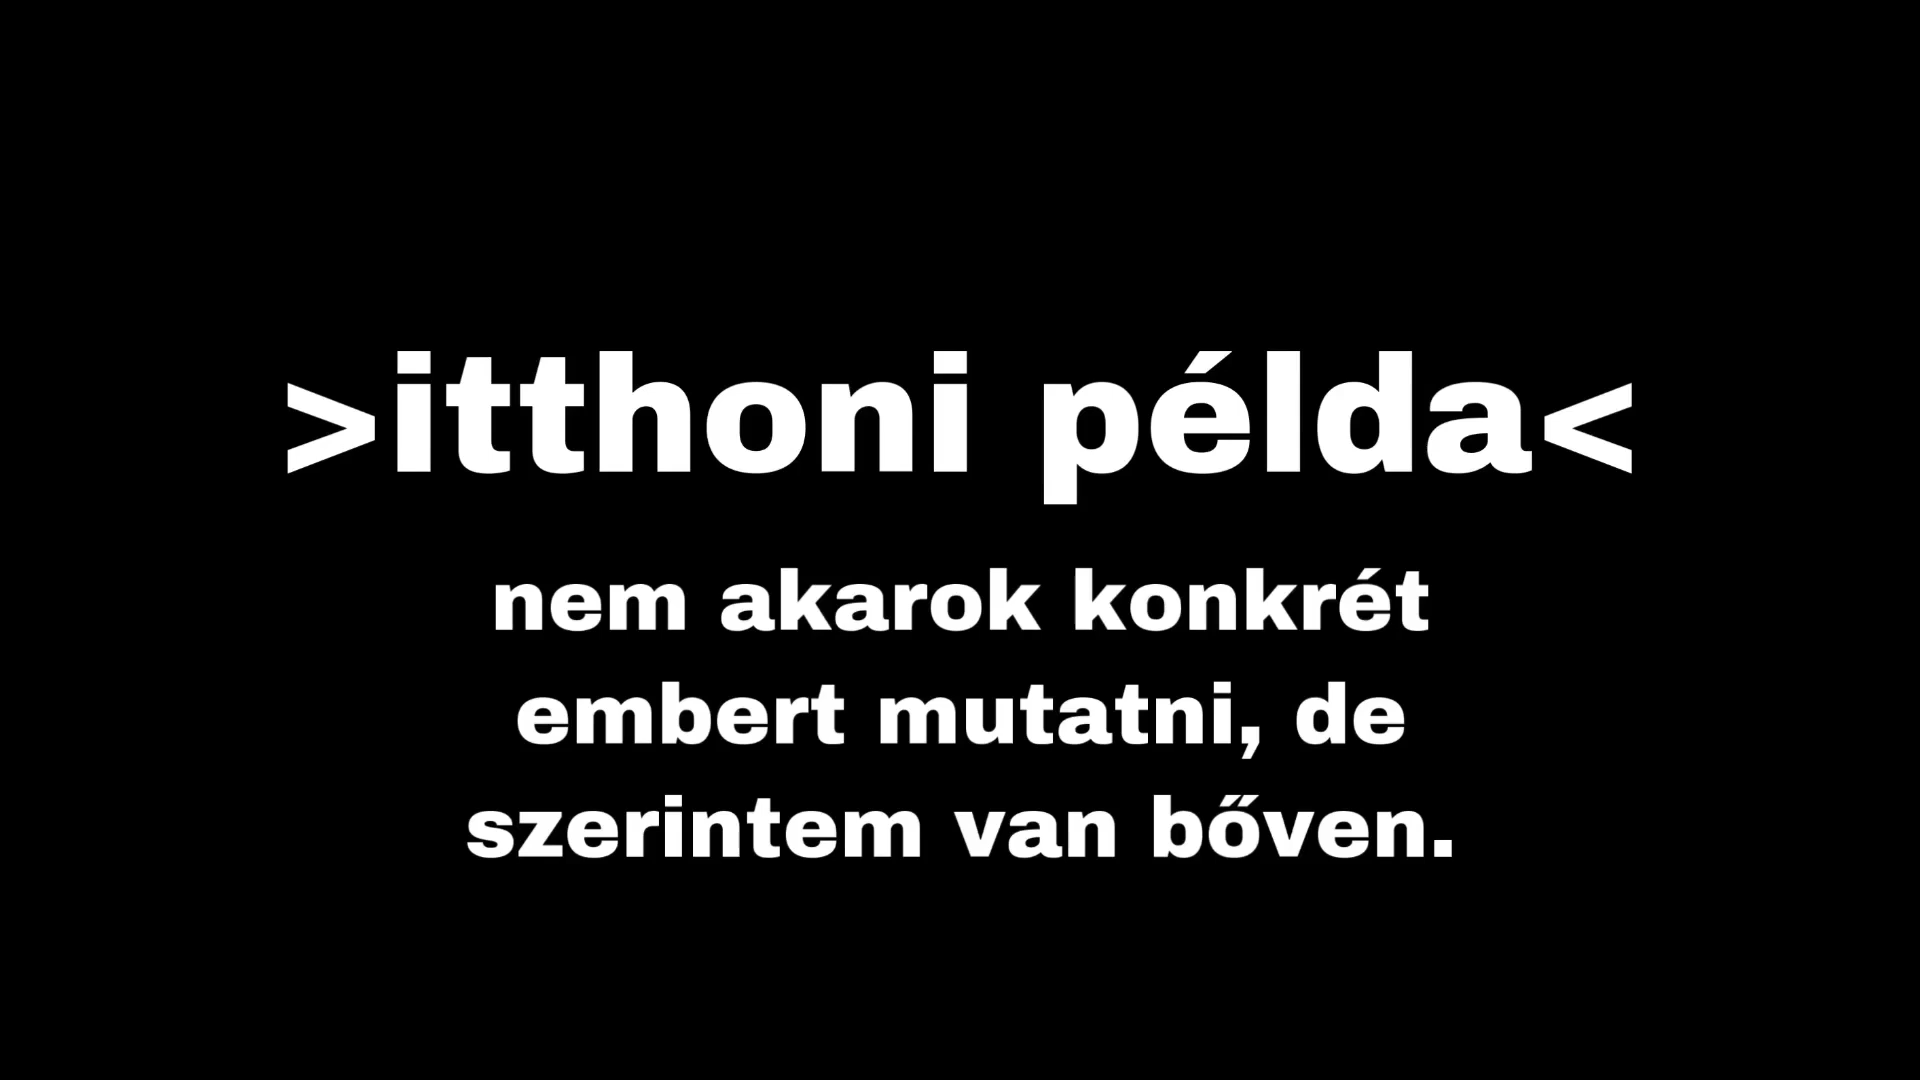 >itthoni példa<
nem akarok konkrét
embert mutatni, de
szerintem van bőven.